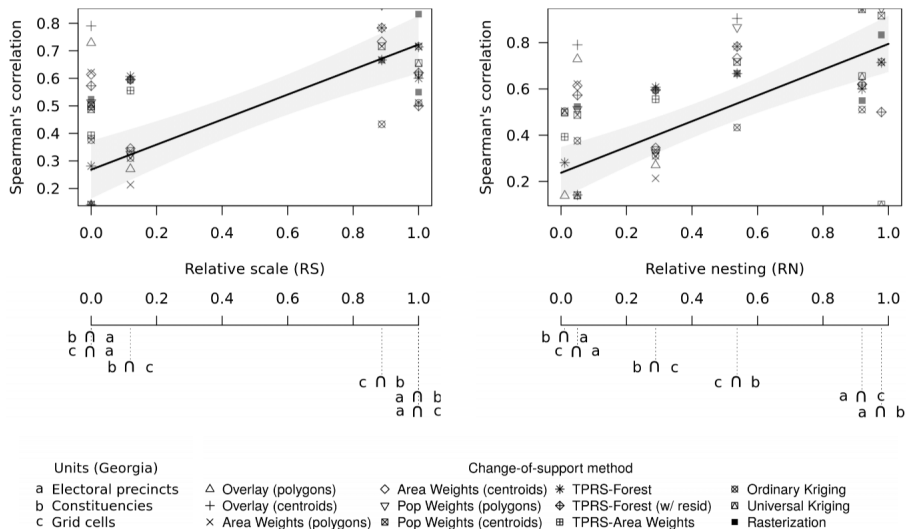 0.8
0.7
0.6
0.5
0.4
0.3
0.2
Spearman's correlation
0.0 0.2 0.4 0.6 0.8 1.0
Relative scale (RS)
0.0 0.2 0.4 0.6 0.8 1.0
b ∩ a
c ∩ a
b ∩ c
c ∩ b
a ∩ b
a ∩ c
0.8
0.6
0.4
0.2
Spearman's correlation
0.0 0.2 0.4 0.6 0.8 1.0
Relative nesting (RN)
0.0 0.2 0.4 0.6 0.8 1.0
b ∩ a
c ∩ a
b ∩ c
c ∩ b
a ∩ c
a ∩ b
Units (Georgia)
a Electoral precincts
b Constituencies
c Grid cells
Change-of-support method
Overlay (polygons)
Overlay (centroids)
Area Weights (polygons)
Area Weights (centroids)
Pop Weights (polygons)
Pop Weights (centroids)
TPRS-Forest
TPRS-Forest (w/ resid)
TPRS-Area Weights
Ordinary Kriging
Universal Kriging
Rasterization